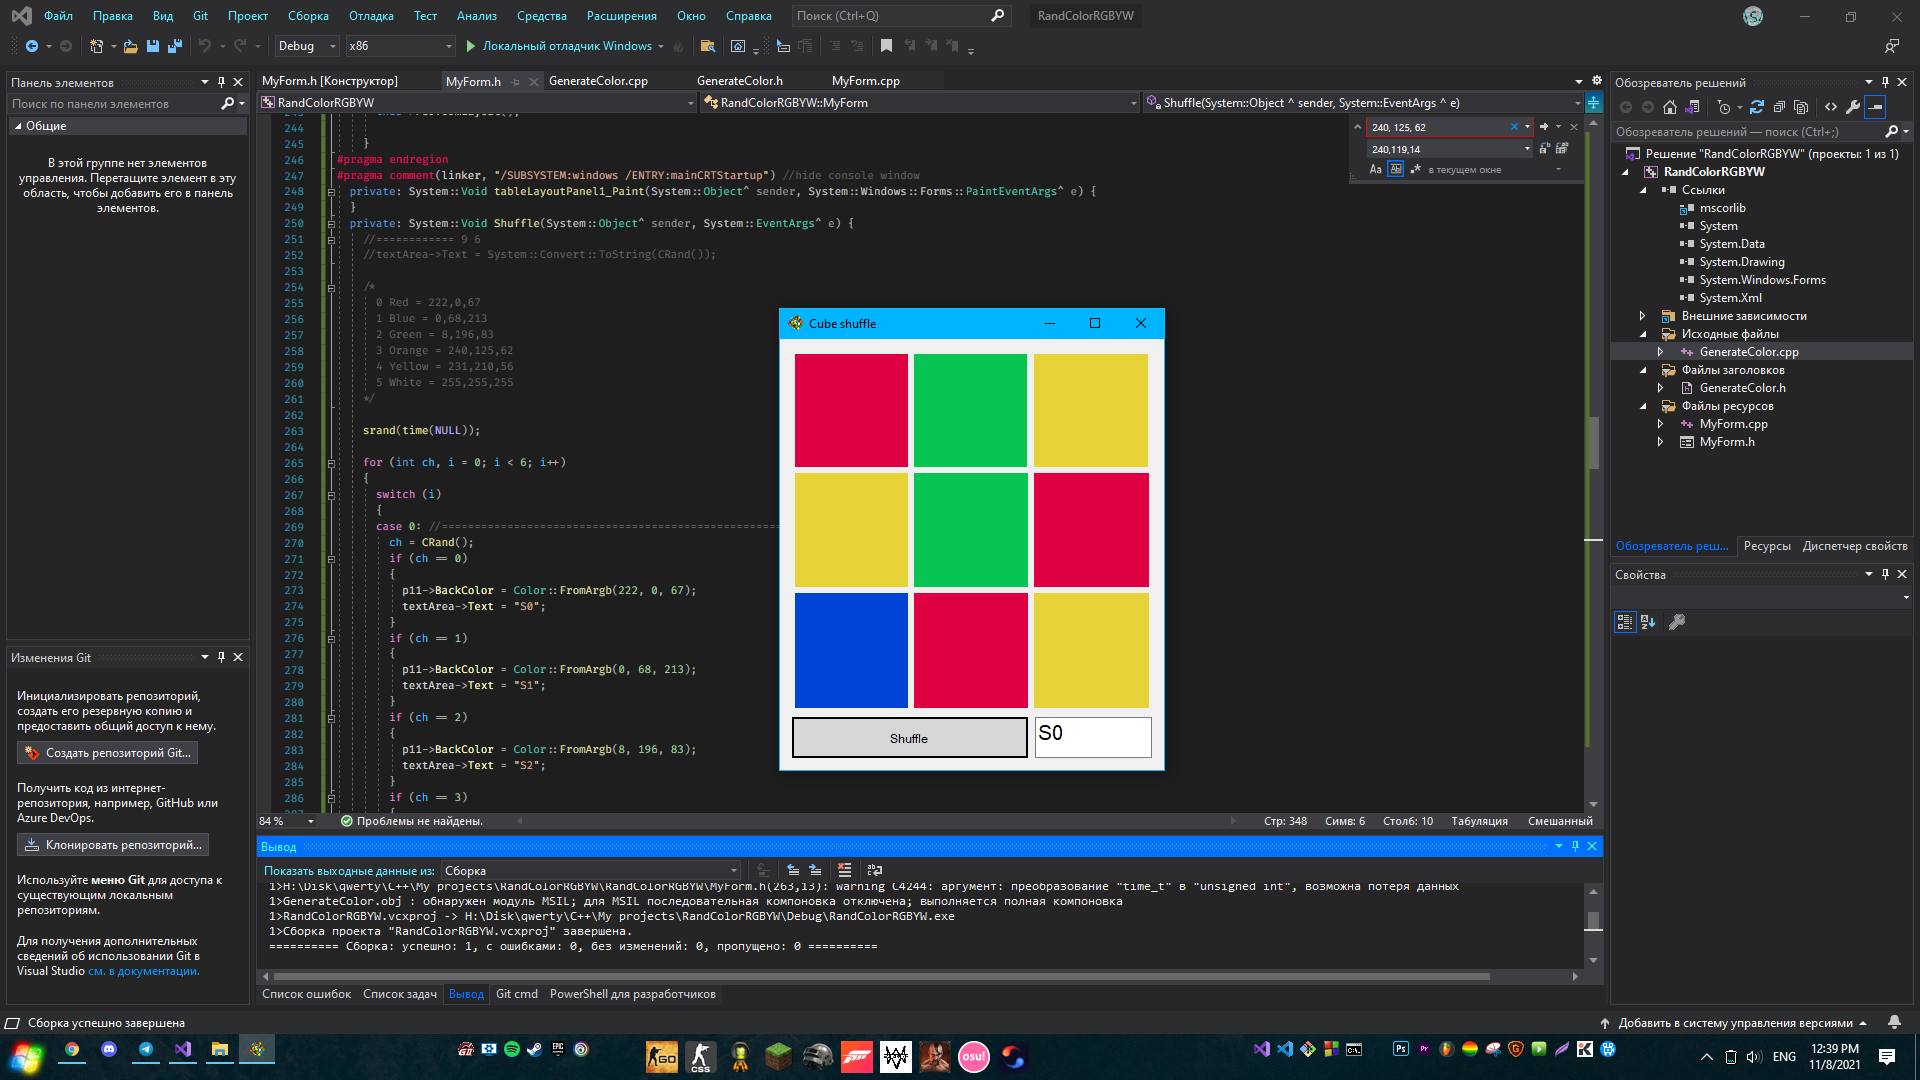 Файл Правка Вид Git Проект Сборка Отладка Тест Анализ Средства Расширения Окно Справка Поиск (Ctrl+Q) RandColorRGBYW
Debug x86 Локальный отладчик Windows
Панель элементов
Поиск по панели элементов
Общие
В этой группе нет элементов
управления. Перетащите элемент в эту
область, чтобы добавить его в панель
элементов.
Изменения Git
Инициализировать репозиторий,
создать его резервную копию и
предоставить общий доступ к нему.
Создать репозиторий Git...
Получить код из интернет-
репозитория, например, GitHub или
Azure DevOps.
Клонировать репозиторий...
Используйте меню Git для доступа к
существующим локальным
репозиториям.
Для получения дополнительных
сведений об использовании Git в
Visual Studio см. в документации.
MyForm.h [Конструктор] MyForm.h GenerateColor.cpp GenerateColor.h MyForm.cpp
RandColorRGBYW RandColorRGBYW::MyForm Shuffle(System::Object ^ sender, System::EventArgs ^ e)
240, 125, 62
240,119,14
Aa в текущем окне
244
245 }
246 #pragma endregion
247 #pragma comment(linker, "/SUBSYSTEM:windows /ENTRY:mainCRTStartup") //hide console window
248 private: System::Void tableLayoutPanel1_Paint(System::Object^ sender, System::Windows::Forms::PaintEventArgs^ e) {
249 }
250 private: System::Void Shuffle(System::Object^ sender, System::EventArgs^ e) {
251 //============ 9 6
252 //textArea->Text = System::Convert::ToString(CRand());
253
254 /*
255 0 Red = 222,0,67
256 1 Blue = 0,68,213
257 2 Green = 8,196,83
258 3 Orange = 240,125,62
259 4 Yellow = 231,210,56
260 5 White = 255,255,255
261 */
262
263 srand(time(NULL));
264
265 for (int ch, i = 0; i < 6; i++)
266 {
267 switch (i)
268 {
269 case 0: //====================================================
270 ch = CRand();
271 if (ch == 0)
272 {
273 p11->BackColor = Color::FromArgb(222, 0, 67);
274 textArea->Text = "S0";
275 }
276 if (ch == 1)
277 {
278 p11->BackColor = Color::FromArgb(0, 68, 213);
279 textArea->Text = "S1";
280 }
281 if (ch == 2)
282 {
283 p11->BackColor = Color::FromArgb(8, 196, 83);
284 textArea->Text = "S2";
285 }
286 if (ch == 3)
Cube shuffle
Shuffle S0
84 % Проблемы не найдены. Стр: 348 Симв: 6 Столб: 10 Табуляция Смешанный
Вывод
Показать выходные данные из: Сборка
1>H:\Disk\qwerty\C++\My projects\RandColorRGBYW\RandColorRGBYW\MyForm.h(263,13): warning C4244: аргумент: преобразование "time_t" в "unsigned int", возможна потеря данных
1>GenerateColor.obj : обнаружен модуль MSIL; для MSIL последовательная компоновка отключена; выполняется полная компоновка
1>RandColorRGBYW.vcxproj -> H:\Disk\qwerty\C++\My projects\RandColorRGBYW\Debug\RandColorRGBYW.exe
1>Сборка проекта "RandColorRGBYW.vcxproj" завершена.
========== Сборка: успешно: 1, с ошибками: 0, без изменений: 0, пропущено: 0 ==========
Список ошибок Список задач Вывод Git cmd PowerShell для разработчиков
Обозреватель решений
Обозреватель решений — поиск (Ctrl+;)
Решение "RandColorRGBYW" (проекты: 1 из 1)
RandColorRGBYW
Ссылки
mscorlib
System
System.Data
System.Drawing
System.Windows.Forms
System.Xml
Внешние зависимости
Исходные файлы
GenerateColor.cpp
Файлы заголовков
GenerateColor.h
Файлы ресурсов
MyForm.cpp
MyForm.h
Обозреватель реш... Ресурсы Диспетчер свойств
Свойства
Сборка успешно завершена Добавить в систему управления версиями
GO CSS osu! Ps Pr ENG 12:39 PM
11/8/2021